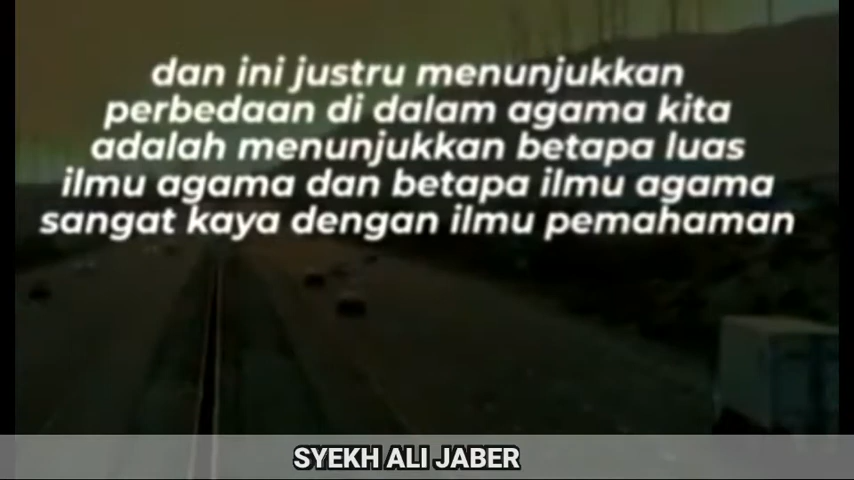 dan ini justru menunjukkan
perbedaan di dalam agama kita
adalah menunjukkan betapa luas
ilmu agama dan betapa ilmu agama
sangat kaya dengan ilmu pemahaman
SYEKH ALI JABER